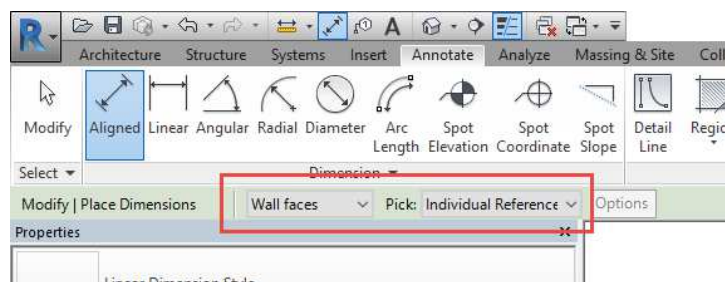 R A
Architecture Structure Systems Insert Annotate Analyze Massing & Site Coll
Modify Aligned Linear Angular Radial Diameter Arc Length Spot Elevation Spot Coordinate Spot Slope Detail Line Regio
Select Dimension
Modify | Place Dimensions Wall faces Pick: Individual Reference Options
Properties
Linear Dimension Style